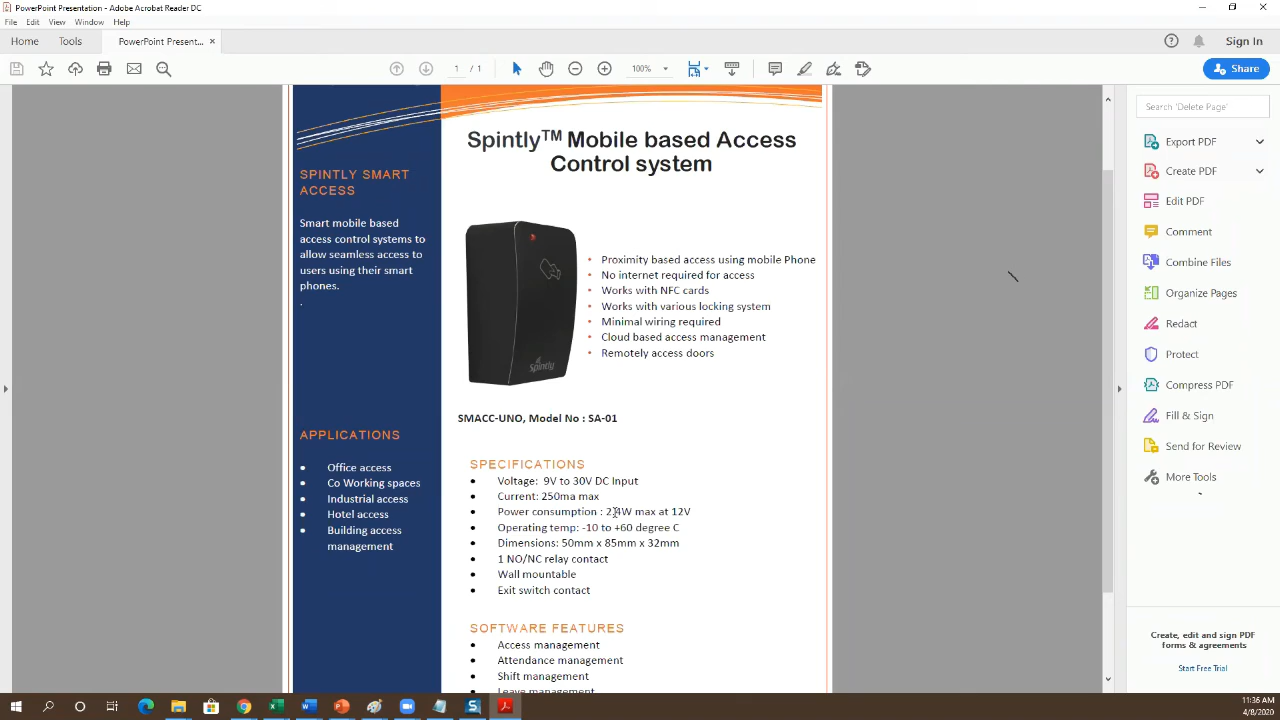 PowerPoint Presentation - Adobe Acrobat Reader DC
File Edit View Window Help
Home Tools PowerPoint Present... ×
Sign In
1 / 1
100%
Share
Spintly™ Mobile based Access
Control system
SPINTLY SMART
ACCESS
Smart mobile based
access control systems to
allow seamless access to
users using their smart
phones.
.
Spintly
• Proximity based access using mobile Phone
• No internet required for access
• Works with NFC cards
• Works with various locking system
• Minimal wiring required
• Cloud based access management
• Remotely access doors
SMACC-UNO, Model No : SA-01
APPLICATIONS
• Office access
• Co Working spaces
• Industrial access
• Hotel access
• Building access
management
SPECIFICATIONS
• Voltage: 9V to 30V DC Input
• Current: 250ma max
• Power consumption : 2.4W max at 12V
• Operating temp: -10 to +60 degree C
• Dimensions: 50mm x 85mm x 32mm
• 1 NO/NC relay contact
• Wall mountable
• Exit switch contact
SOFTWARE FEATURES
• Access management
• Attendance management
• Shift management
• Leave management
Search 'Delete Page'
Export PDF
Create PDF
Edit PDF
Comment
Combine Files
Organize Pages
Redact
Protect
Compress PDF
Fill & Sign
Send for Review
More Tools
Create, edit and sign PDF
forms & agreements
Start Free Trial
11:36 AM
4/8/2020